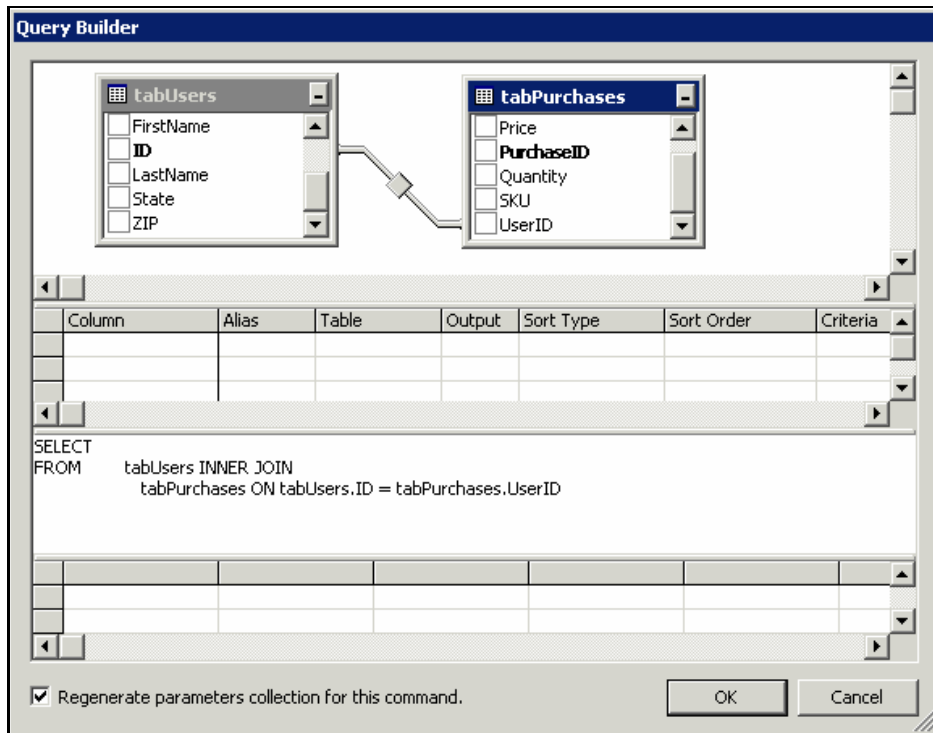 Query Builder
tabUsers
FirstName
ID
LastName
State
ZIP
tabPurchases
Price
PurchaseID
Quantity
SKU
UserID
Column Alias Table Output Sort Type Sort Order Criteria
SELECT
FROM tabUsers INNER JOIN
tabPurchases ON tabUsers.ID = tabPurchases.UserID
Regenerate parameters collection for this command.
OK Cancel